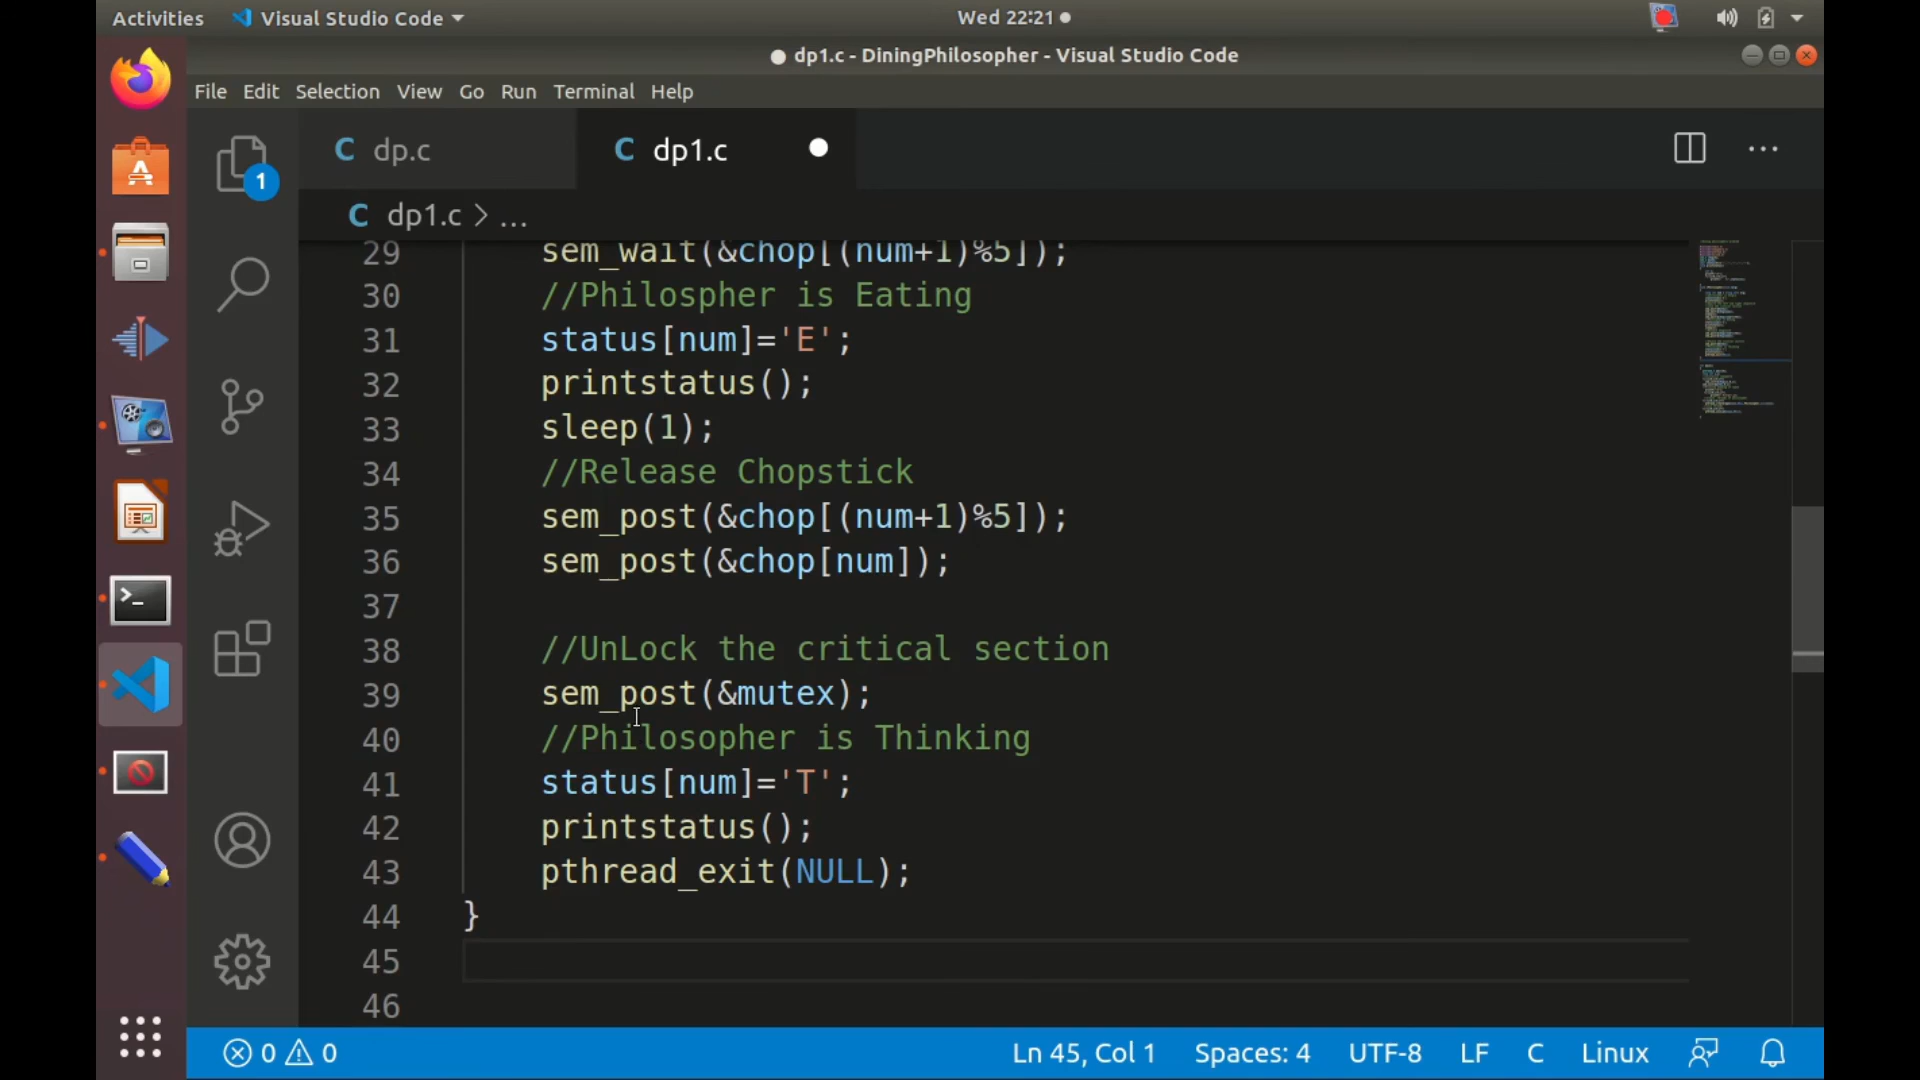 Activities Visual Studio Code Wed 22:21
dp1.c - DiningPhilosopher - Visual Studio Code
File Edit Selection View Go Run Terminal Help
C dp.c C dp1.c ...
1
C dp1.c > ...
29 sem_wait(&chop[(num+1)%5]);
30 //Philospher is Eating
31 status[num]='E';
32 printstatus();
33 sleep(1);
34 //Release Chopstick
35 sem_post(&chop[(num+1)%5]);
36 sem_post(&chop[num]);
37
38 //UnLock the critical section
39 sem_post(&mutex);
40 //Philosopher is Thinking
41 status[num]='T';
42 printstatus();
43 pthread_exit(NULL);
44 }
45
46
0 0 Ln 45, Col 1 Spaces: 4 UTF-8 LF C Linux